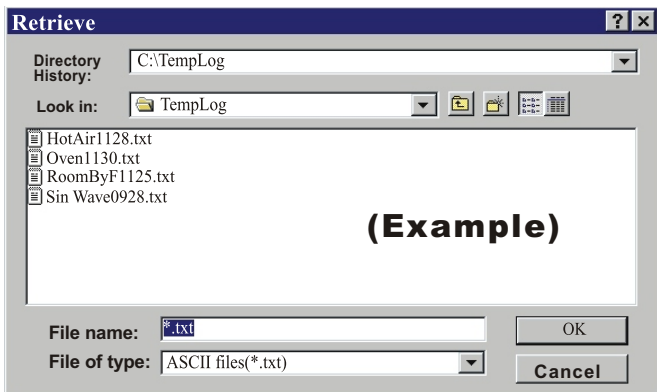 Retrieve
Directory History:
C:\TempLog
Look in:
TempLog
HotAir1128.txt
Oven1130.txt
RoomByF1125.txt
Sin Wave0928.txt
(Example)
File name:
*.txt
OK
File of type:
ASCII files(*.txt)
Cancel